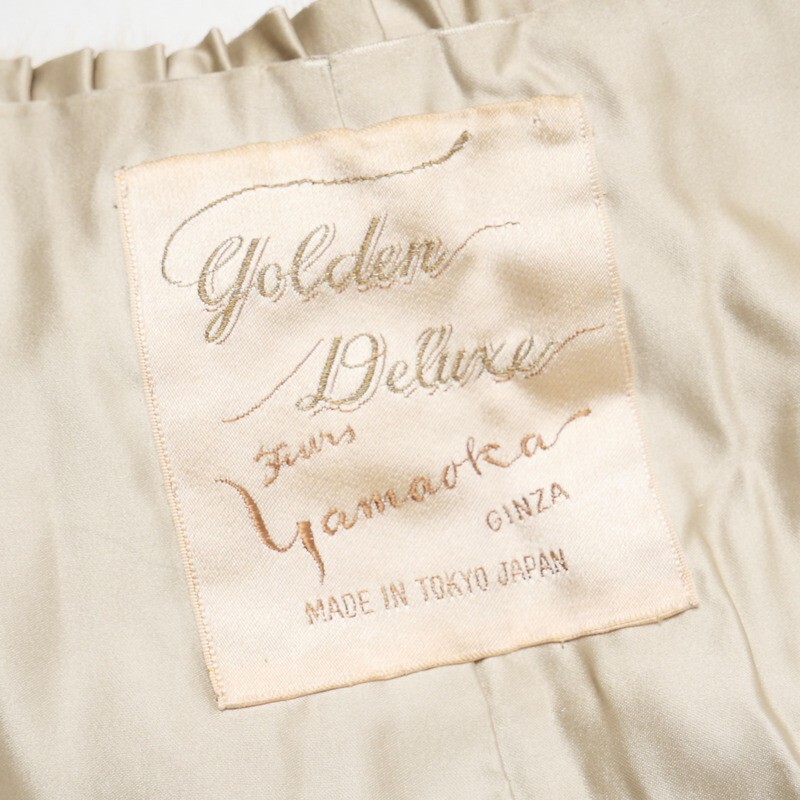 Golden
Deluxe
Furs
Yamaoka
GINZA
MADE IN TOKYO JAPAN